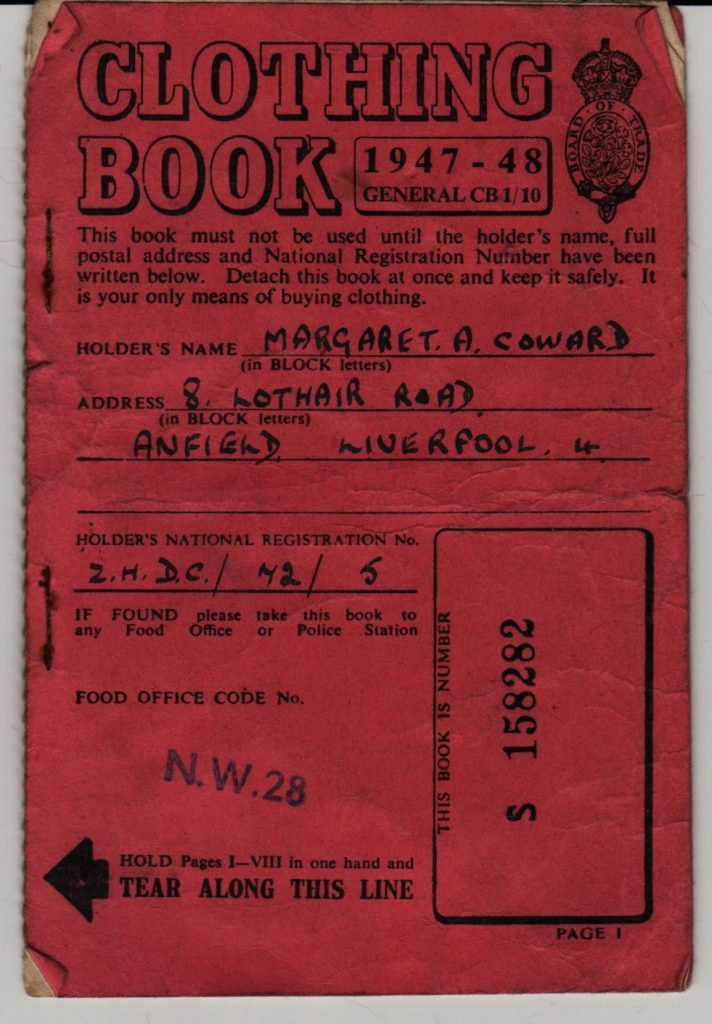 CLOTHING
BOOK
1947-48
GENERAL CB 1/10
BOARD OF TRADE
This book must not be used until the holder's name, full
postal address and National Registration Number have been
written below. Detach this book at once and keep it safely. It
is your only means of buying clothing.
HOLDER'S NAME MARGARET. A. COWARD
(in BLOCK letters)
ADDRESS 8. LOTHAIR ROAD.
(in BLOCK letters)
ANFIELD. LIVERPOOL. 4.
HOLDER'S NATIONAL REGISTRATION No.
Z.H.D.C./ 42/ 5
IF FOUND please take this book to
any Food Office or Police Station
FOOD OFFICE CODE No.
N.W.28
THIS BOOK IS NUMBER
S 158282
HOLD Pages I—VIII in one hand and
TEAR ALONG THIS LINE
PAGE I